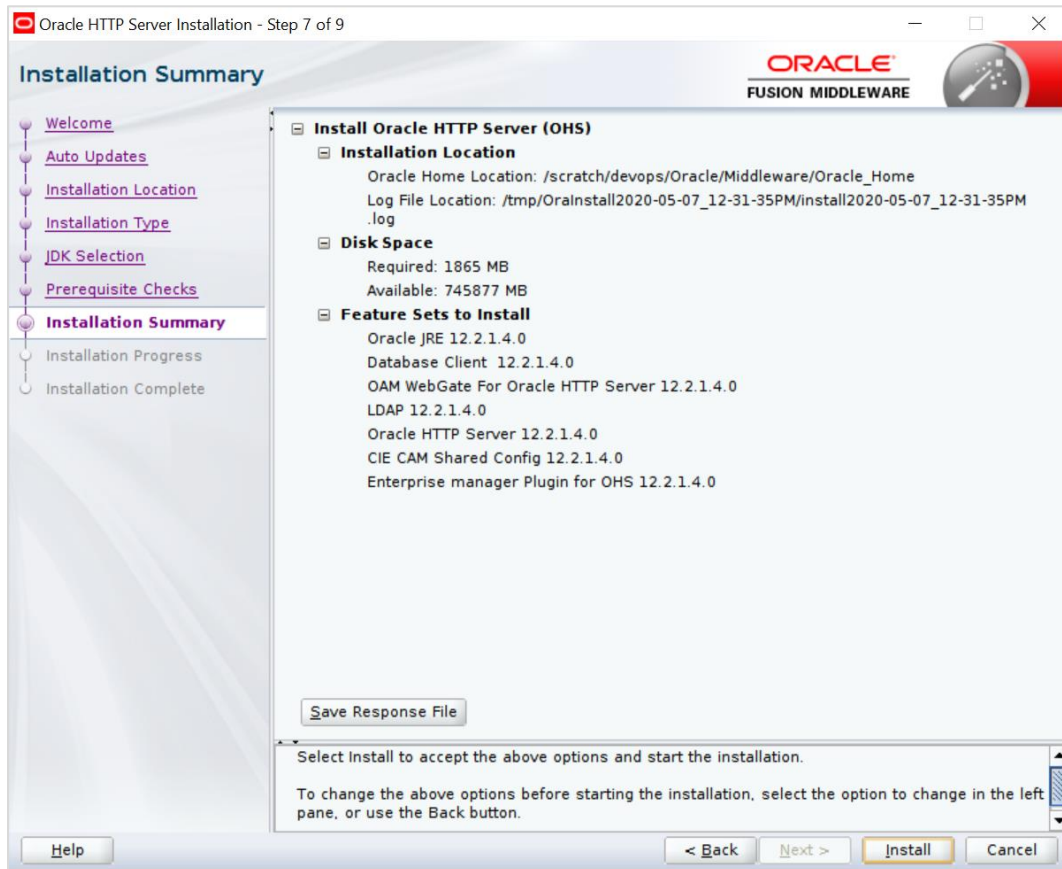 Oracle HTTP Server Installation - Step 7 of 9
Installation Summary
ORACLE
FUSION MIDDLEWARE
Welcome
Auto Updates
Installation Location
Installation Type
JDK Selection
Prerequisite Checks
Installation Summary
Installation Progress
Installation Complete
Install Oracle HTTP Server (OHS)
Installation Location
Oracle Home Location: /scratch/devops/Oracle/Middleware/Oracle_Home
Log File Location: /tmp/OraInstall2020-05-07_12-31-35PM/install2020-05-07_12-31-35PM
.log
Disk Space
Required: 1865 MB
Available: 745877 MB
Feature Sets to Install
Oracle JRE 12.2.1.4.0
Database Client 12.2.1.4.0
OAM WebGate For Oracle HTTP Server 12.2.1.4.0
LDAP 12.2.1.4.0
Oracle HTTP Server 12.2.1.4.0
CIE CAM Shared Config 12.2.1.4.0
Enterprise manager Plugin for OHS 12.2.1.4.0
Save Response File
Select Install to accept the above options and start the installation.
To change the above options before starting the installation, select the option to change in the left
pane, or use the Back button.
Help
< Back
Next >
Install
Cancel